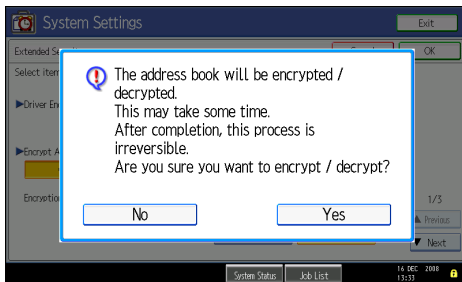 System Settings
Exit
Extended
OK
Select item
Driver
The address book will be encrypted /
decrypted.
This may take some time.
After completion, this process is
irreversible.
Are you sure you want to encrypt / decrypt?
Encrypt A
Encryption
No
Yes
1/3
Previous
Next
System Status
Job List
16 DEC 2008
13:33